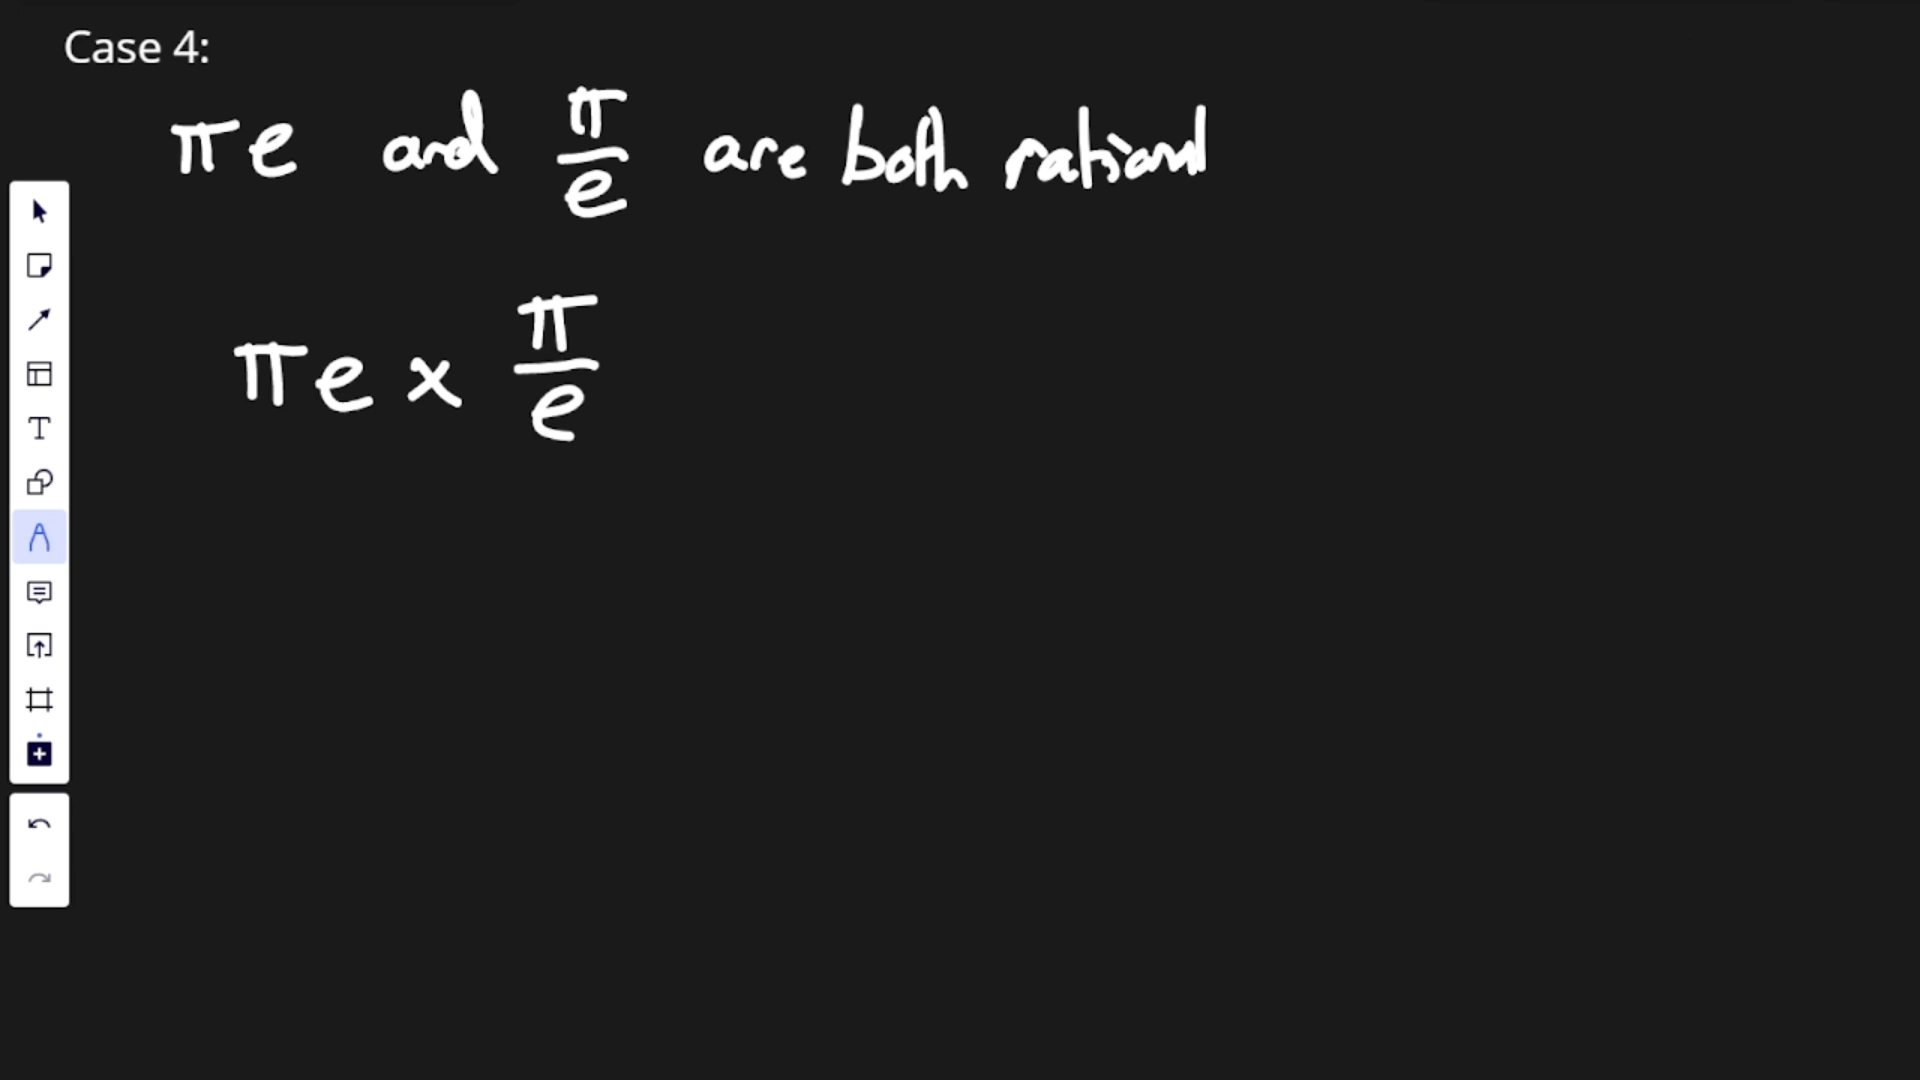 Case 4:
πe and π/e are both rational
πe × π/e